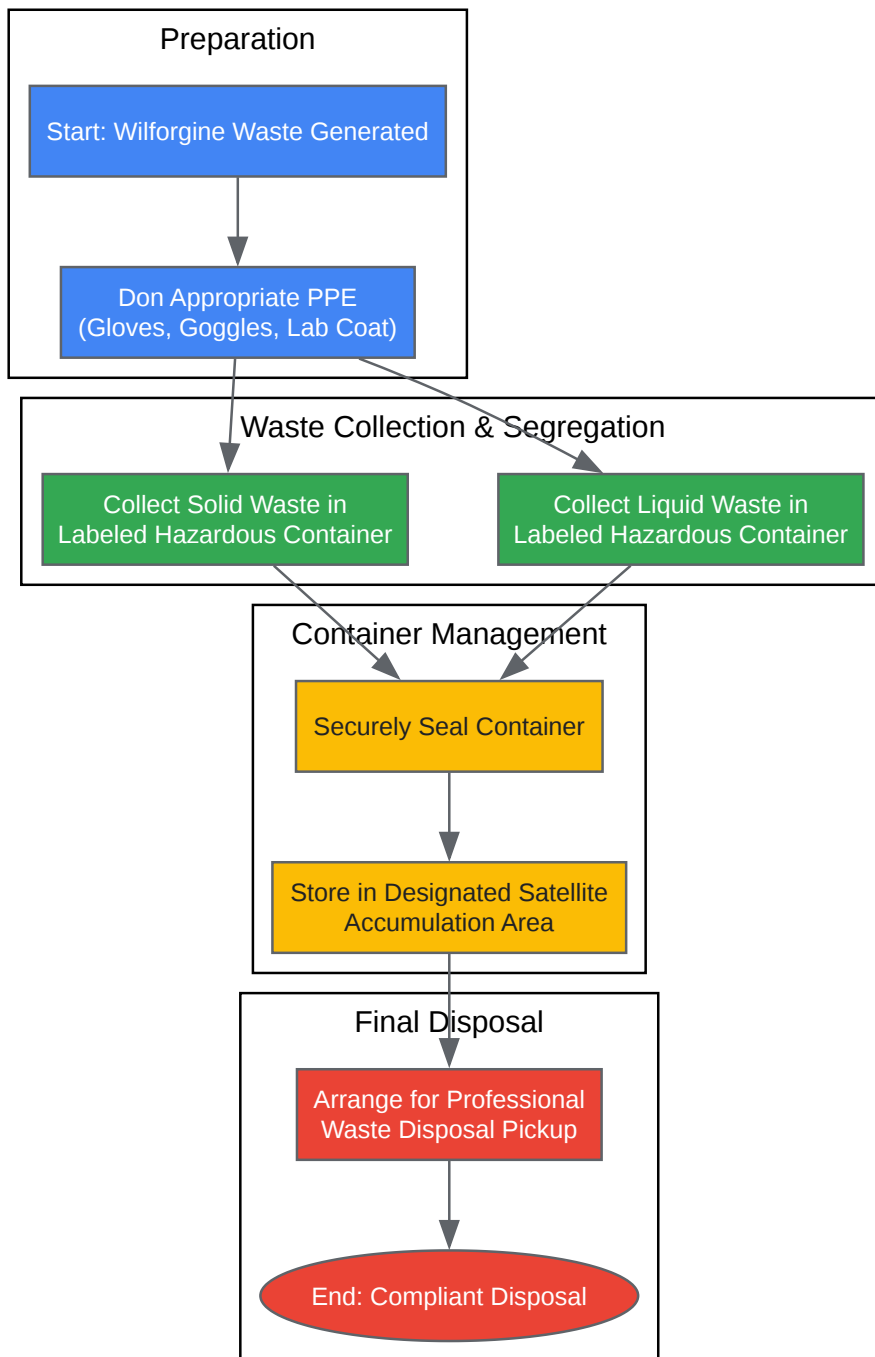 Preparation
Start: Wilforgine Waste Generated
Don Appropriate PPE
(Gloves, Goggles, Lab Coat)
Waste Collection & Segregation
Collect Solid Waste in
Labeled Hazardous Container
Collect Liquid Waste in
Labeled Hazardous Container
Container Management
Securely Seal Container
Store in Designated Satellite
Accumulation Area
Final Disposal
Arrange for Professional
Waste Disposal Pickup
End: Compliant Disposal